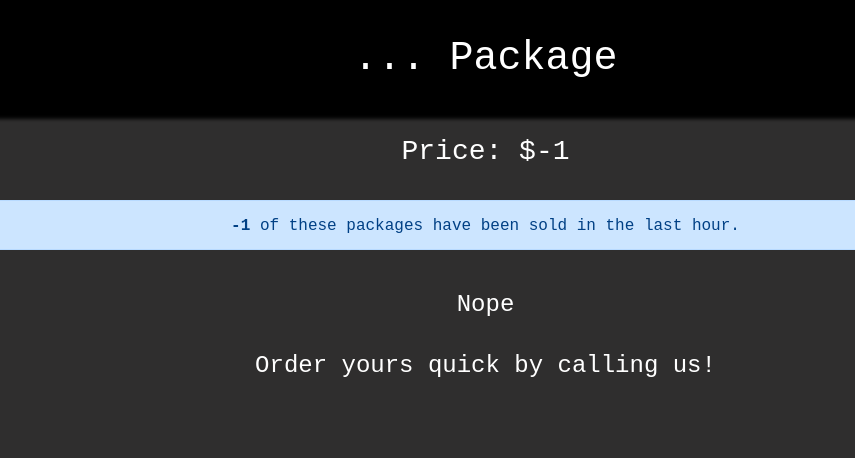 ... Package
Price: $-1
-1 of these packages have been sold in the last hour.
Nope
Order yours quick by calling us!